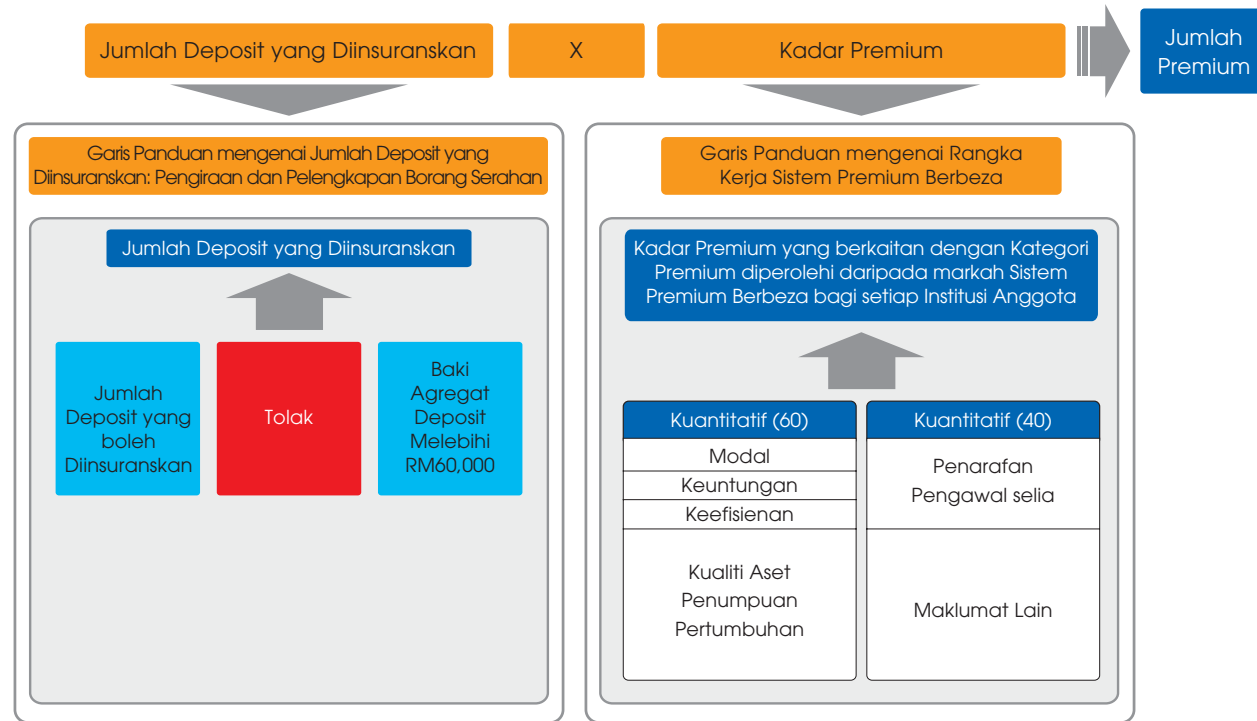 Jumlah Deposit yang Diinsuranskan
X
Kadar Premium
Jumlah
Premium
Garis Panduan mengenai Jumlah Deposit yang
Diinsuranskan: Pengiraan dan Pelengkapan Borang Serahan
Jumlah Deposit yang Diinsuranskan
Jumlah
Deposit yang
boleh
Diinsuranskan
Tolak
Baki
Agregat
Deposit
Melebihi
RM60,000
Garis Panduan mengenai Rangka
Kerja Sistem Premium Berbeza
Kadar Premium yang berkaitan dengan Kategori
Premium diperolehi daripada markah Sistem
Premium Berbeza bagi setiap Institusi Anggota
Kuantitatif (60)
Modal
Keuntungan
Keefisienan
Kualiti Aset
Penumpuan
Pertumbuhan
Kuantitatif (40)
Penarafan
Pengawal selia
Maklumat Lain